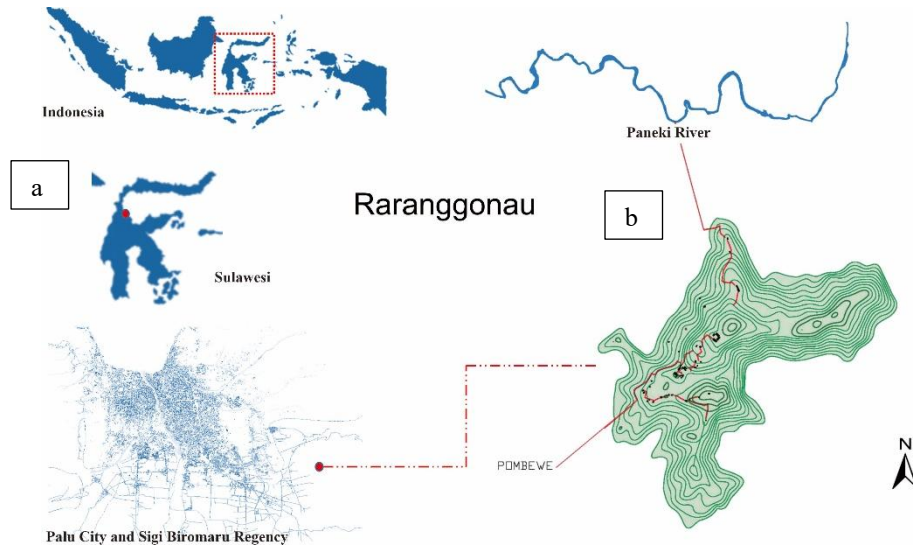 Indonesia
Paneki River
a
Raranggonau
b
Sulawesi
POMBEWE
N
Palu City and Sigi Biromaru Regency